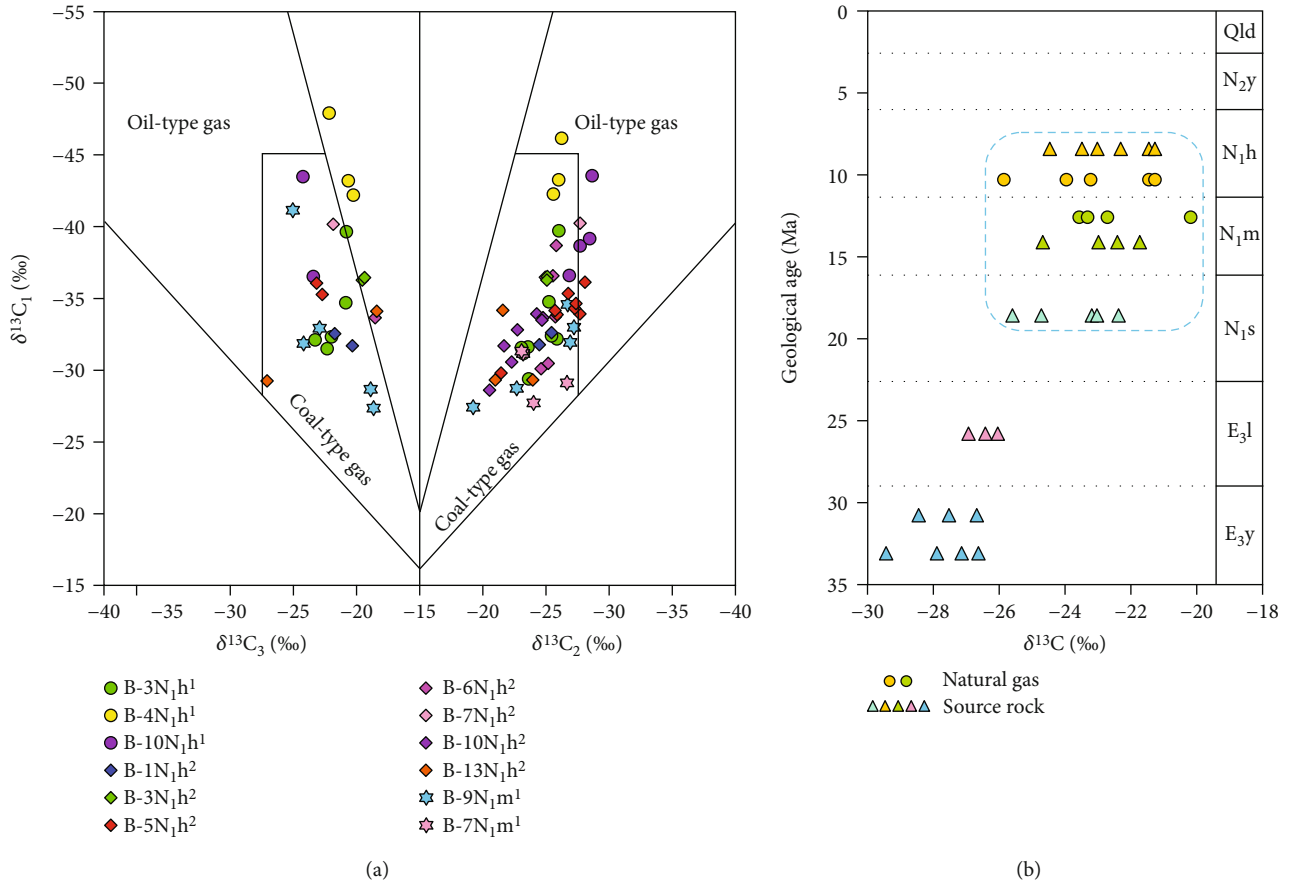 −55
−50
−45
−40
−35
−30
−25
−20
−15
δ¹³C₁ (‰)
Oil-type gas
Oil-type gas
Coal-type gas
Coal-type gas
−40
−30
−25
−15
−20
−25
−30
−40
δ¹³C₃ (‰)
δ¹³C₂ (‰)
B-3N₁h¹
B-4N₁h¹
B-10N₁h¹
B-1N₁h²
B-3N₁h²
B-5N₁h²
B-6N₁h²
B-7N₁h²
B-10N₁h²
B-13N₁h²
B-9N₁m¹
B-7N₁m¹
(a)
0
5
10
15
20
25
30
35
Geological age (Ma)
Qld
N₂y
N₁h
N₁m
N₁s
E₃l
E₃y
−30
−28
−26
−24
−22
−20
−18
δ¹³C (‰)
Natural gas
Source rock
(b)